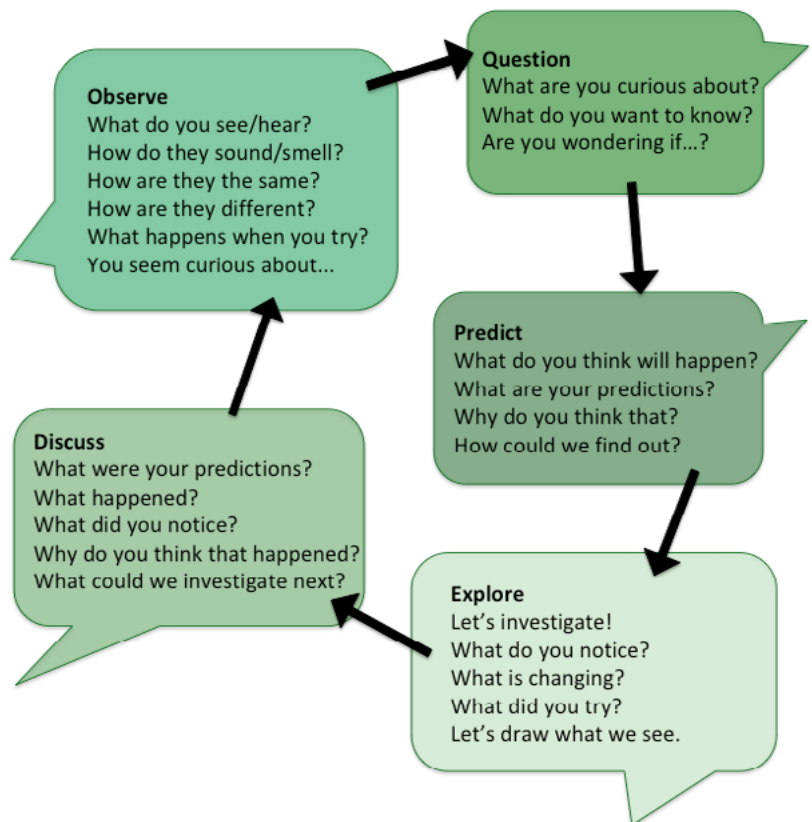 Observe
What do you see/hear?
How do they sound/smell?
How are they the same?
How are they different?
What happens when you try?
You seem curious about...
Question
What are you curious about?
What do you want to know?
Are you wondering if...?
Predict
What do you think will happen?
What are your predictions?
Why do you think that?
How could we find out?
Explore
Let's investigate!
What do you notice?
What is changing?
What did you try?
Let's draw what we see.
Discuss
What were your predictions?
What happened?
What did you notice?
Why do you think that happened?
What could we investigate next?